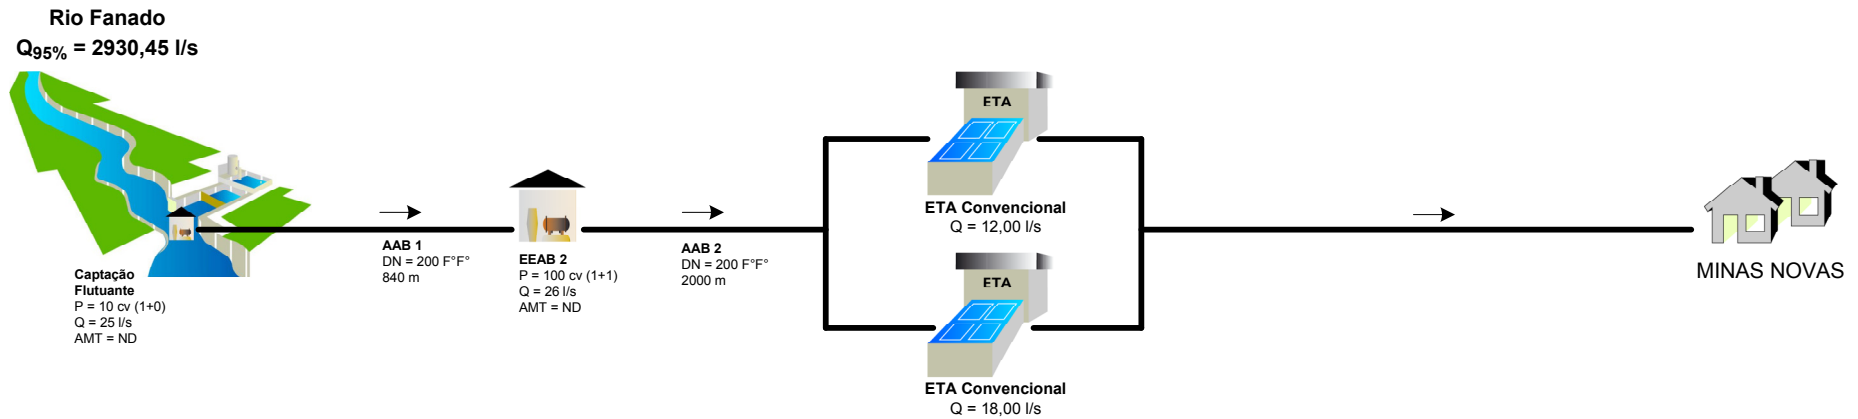 Rio Fanado
Q95% = 2930,45 l/s
Captação
Flutuante
P = 10 cv (1+0)
Q = 25 l/s
AMT = ND
AAB 1
DN = 200 F°F°
840 m
EEAB 2
P = 100 cv (1+1)
Q = 26 l/s
AMT = ND
AAB 2
DN = 200 F°F°
2000 m
ETA
ETA Convencional
Q = 12,00 l/s
ETA
ETA Convencional
Q = 18,00 l/s
MINAS NOVAS